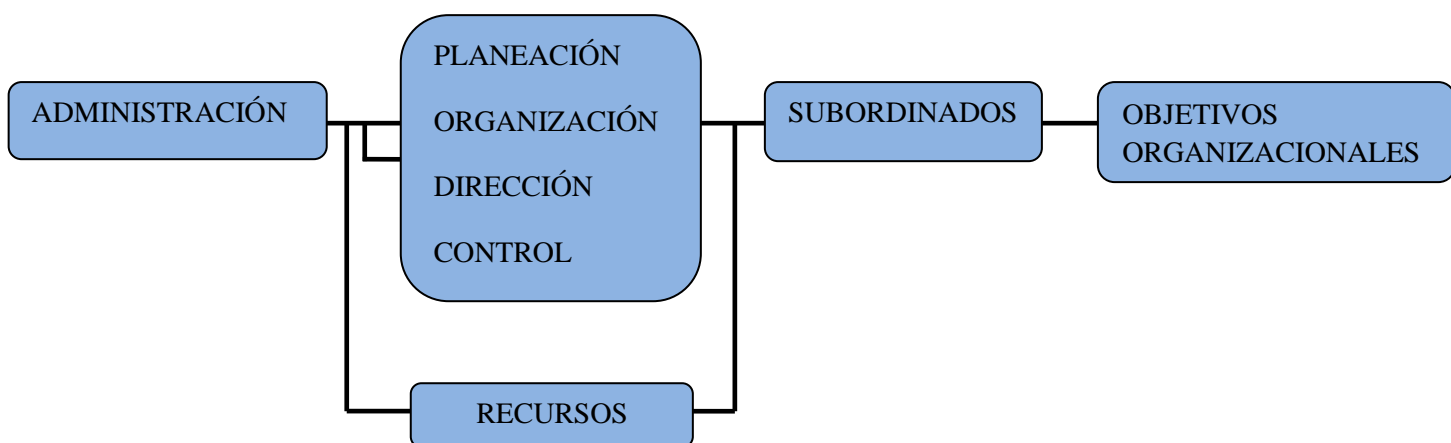 ADMINISTRACIÓN
PLANEACIÓN
ORGANIZACIÓN
DIRECCIÓN
CONTROL
SUBORDINADOS
OBJETIVOS
ORGANIZACIONALES
RECURSOS